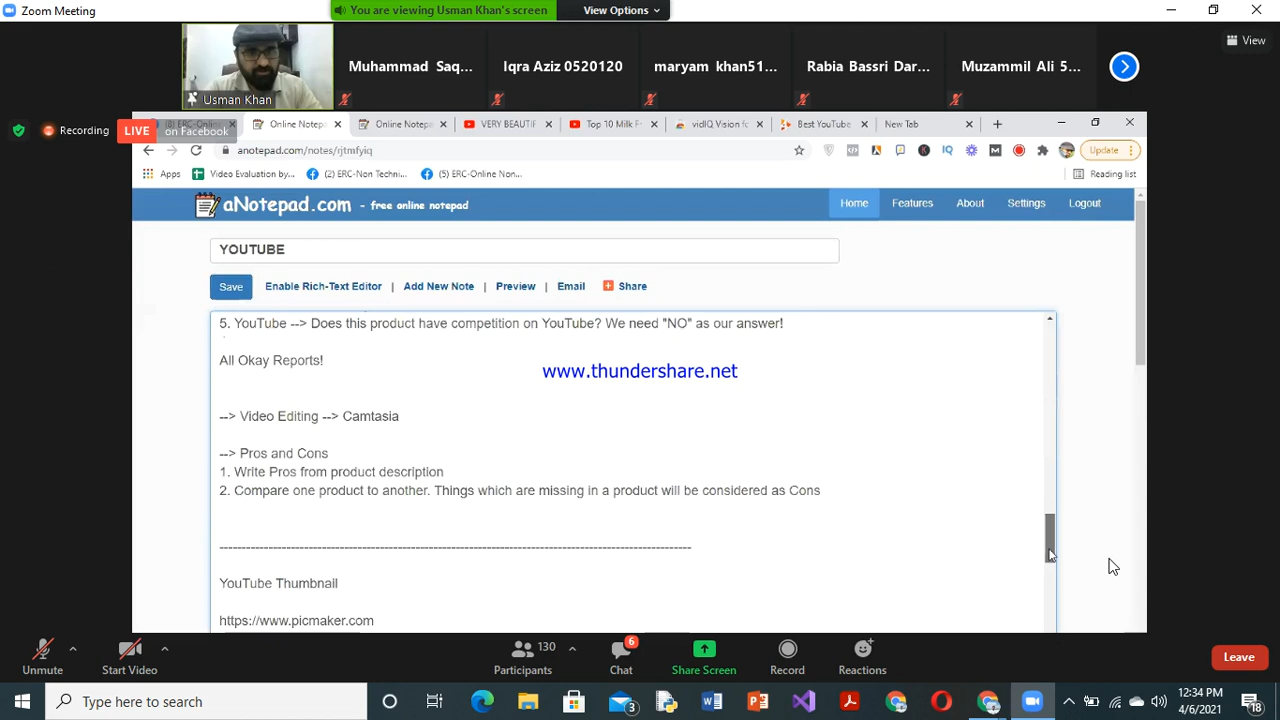 Zoom Meeting
You are viewing Usman Khan's screen
View Options
View
Usman Khan
Muhammad Saq...
Iqra Aziz 0520120
maryam khan51...
Rabia Bassri Dar...
Muzammil Ali 5...
Recording
LIVE
on Facebook
(8) ERC-Onlin
Online Notepa
Online Notepa
VERY BEAUTIF
Top 10 Milk F
vidIQ Vision fo
Best YouTube
New Tab
anotepad.com/notes/rjtmfyiq
Update
Apps
Video Evaluation by...
(2) ERC-Non Techni...
(5) ERC-Online Non...
Reading list
aNotepad.com - free online notepad
Home
Features
About
Settings
Logout
YOUTUBE
Save
Enable Rich-Text Editor | Add New Note | Preview | Email
Share
5. YouTube --> Does this product have competition on YouTube? We need "NO" as our answer!
All Okay Reports!
www.thundershare.net
--> Video Editing --> Camtasia
--> Pros and Cons
1. Write Pros from product description
2. Compare one product to another. Things which are missing in a product will be considered as Cons
--------------------------------------------------------------------------------------------
YouTube Thumbnail
https://www.picmaker.com
Unmute
Start Video
130
Participants
6
Chat
Share Screen
Record
Reactions
Leave
Type here to search
3
12:34 PM
4/6/2021
18